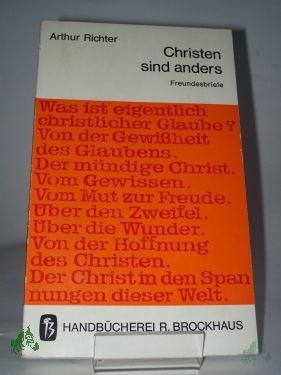 Arthur Richter
Christen
sind anders
Freundesbriefe
Was ist eigentlich
christlicher Glaube?
Von der Gewißheit
des Glaubens.
Der mündige Christ.
Vom Gewissen.
Vom Mut zur Freude.
Über den Zweifel.
Über die Wunder.
Von der Hoffnung
des Christen.
Der Christ in den Span
nungen dieser Welt.
HANDBÜCHEREI R. BROCKHAUS